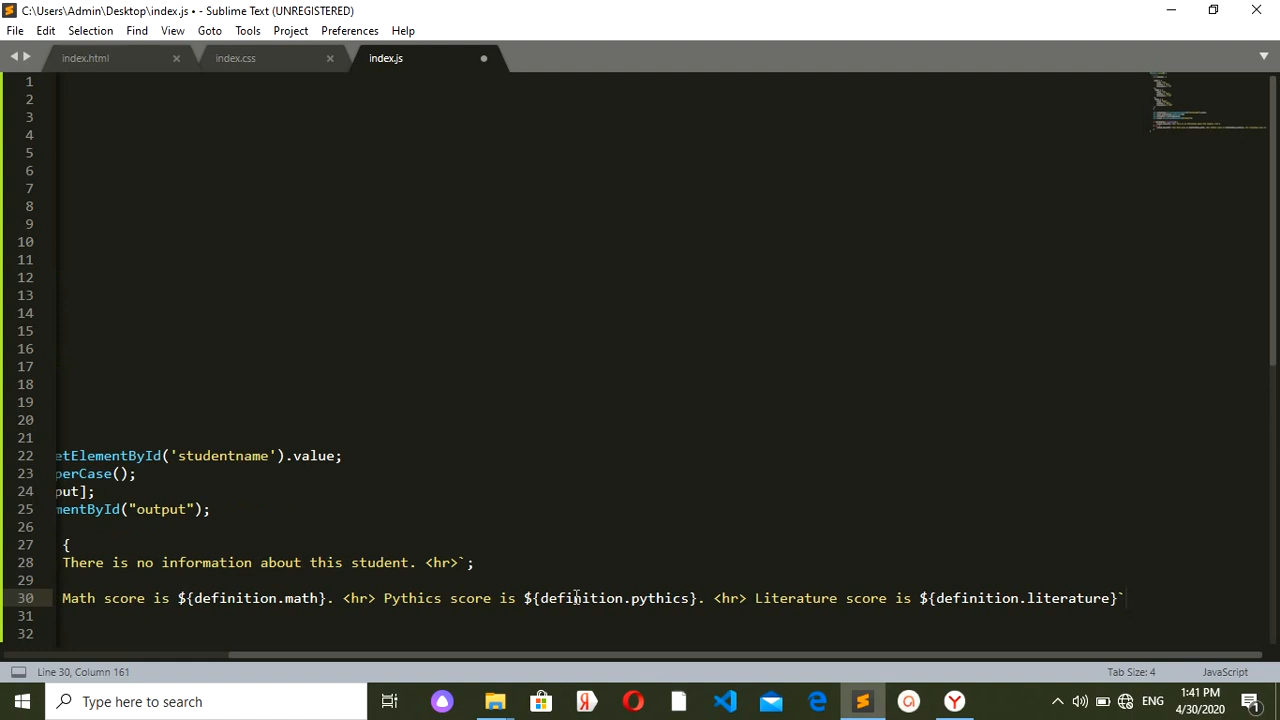 C:\Users\Admin\Desktop\index.js • - Sublime Text (UNREGISTERED)
File Edit Selection Find View Goto Tools Project Preferences Help
index.html index.css index.js
1
2
3
4
5
6
7
8
9
10
11
12
13
14
15
16
17
18
19
20
21
22 etElementById('studentname').value;
23 perCase();
24 put];
25 mentById("output");
26
27 {
28 There is no information about this student. <hr>`;
29
30 Math score is ${definition.math}. <hr> Pythics score is ${definition.pythics}. <hr> Literature score is ${definition.literature}`
31
32
Line 30, Column 161 Tab Size: 4 JavaScript
Type here to search
ENG
1:41 PM
4/30/2020
1